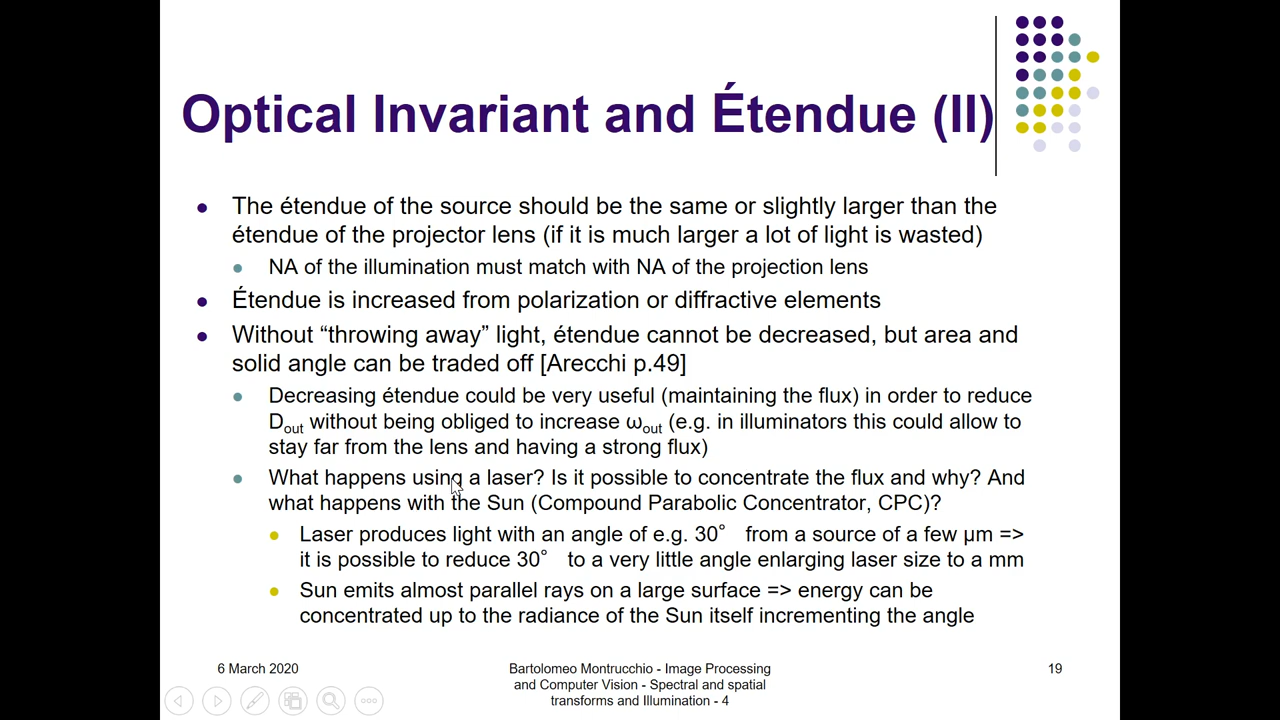 Optical Invariant and Étendue (II)
The étendue of the source should be the same or slightly larger than the
étendue of the projector lens (if it is much larger a lot of light is wasted)
NA of the illumination must match with NA of the projection lens
Étendue is increased from polarization or diffractive elements
Without “throwing away” light, étendue cannot be decreased, but area and
solid angle can be traded off [Arecchi p.49]
Decreasing étendue could be very useful (maintaining the flux) in order to reduce
Dout without being obliged to increase ωout (e.g. in illuminators this could allow to
stay far from the lens and having a strong flux)
What happens using a laser? Is it possible to concentrate the flux and why? And
what happens with the Sun (Compound Parabolic Concentrator, CPC)?
Laser produces light with an angle of e.g. 30° from a source of a few μm =>
it is possible to reduce 30° to a very little angle enlarging laser size to a mm
Sun emits almost parallel rays on a large surface => energy can be
concentrated up to the radiance of the Sun itself incrementing the angle
6 March 2020
Bartolomeo Montrucchio - Image Processing
and Computer Vision - Spectral and spatial
transforms and Illumination - 4
19